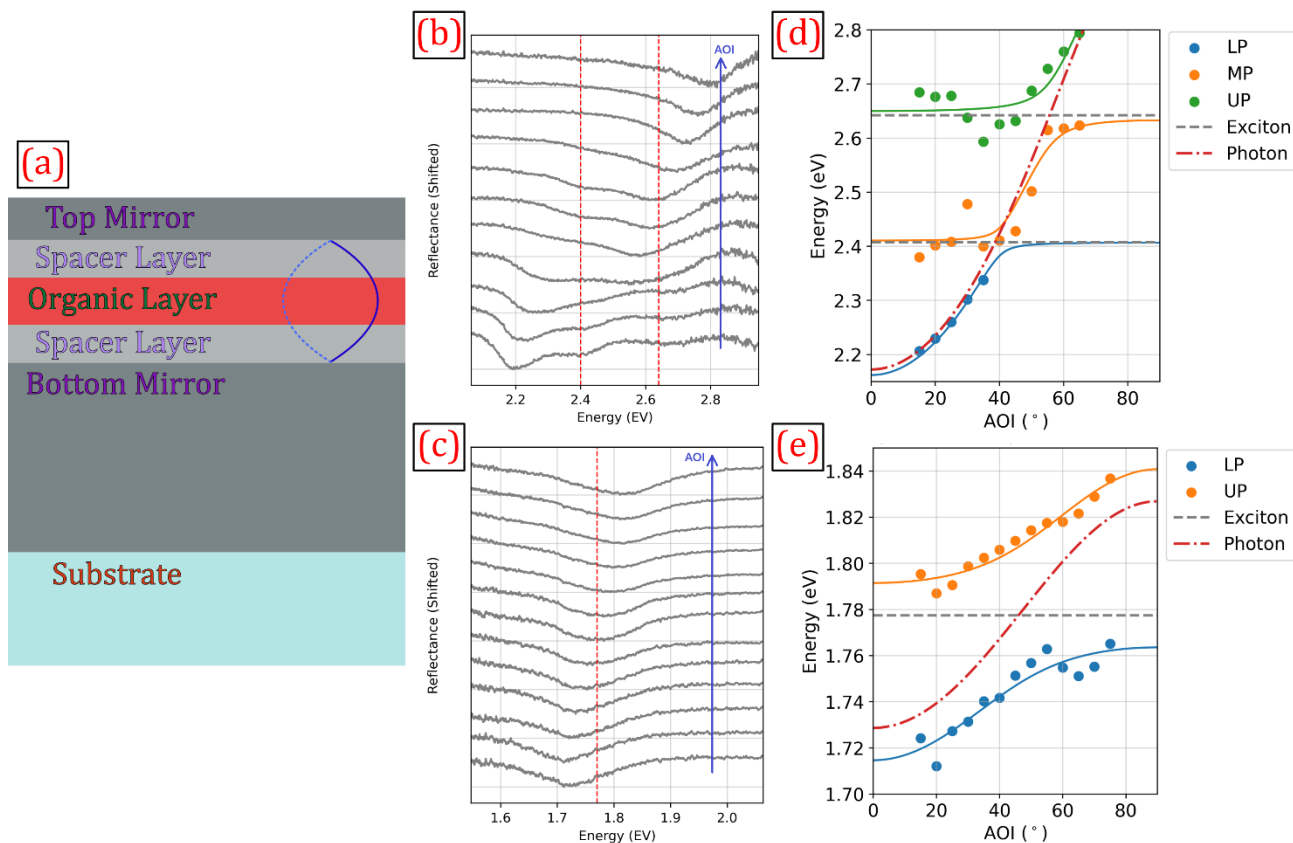 (a)
Top Mirror
Spacer Layer
Organic Layer
Spacer Layer
Bottom Mirror
Substrate
(b)
AOI
Reflectance (Shifted)
2.2 2.4 2.6 2.8
Energy (EV)
(c)
AOI
Reflectance (Shifted)
1.6 1.7 1.8 1.9 2.0
Energy (EV)
(d)
2.8
2.7
2.6
2.5
2.4
2.3
2.2
Energy (eV)
0 20 40 60 80
AOI (°)
LP
MP
UP
Exciton
Photon
(e)
1.84
1.82
1.80
1.78
1.76
1.74
1.72
1.70
Energy (eV)
0 20 40 60 80
AOI (°)
LP
UP
Exciton
Photon